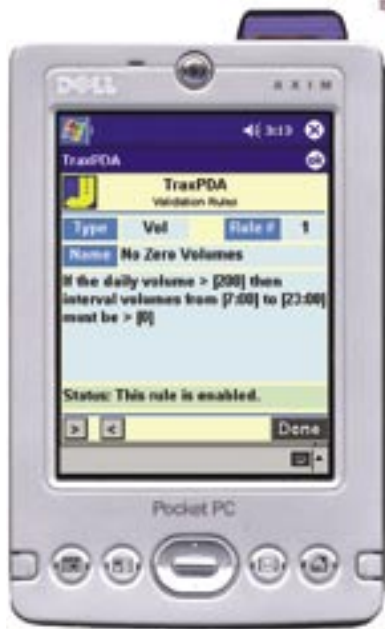 DELL
AXIM
3:13
TraxPDA ok
TraxPDA
Validation Rules
Type Vol Rule # 1
Name No Zero Volumes
If the daily volume > [200] then
interval volumes from [7:00] to [23:00]
must be > [0]
Status: This rule is enabled.
> < Done
Pocket PC